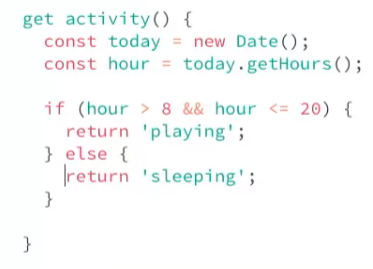 get activity() {
  const today = new Date();
  const hour = today.getHours();

  if (hour > 8 && hour <= 20) {
    return 'playing';
  } else {
    return 'sleeping';
  }

}